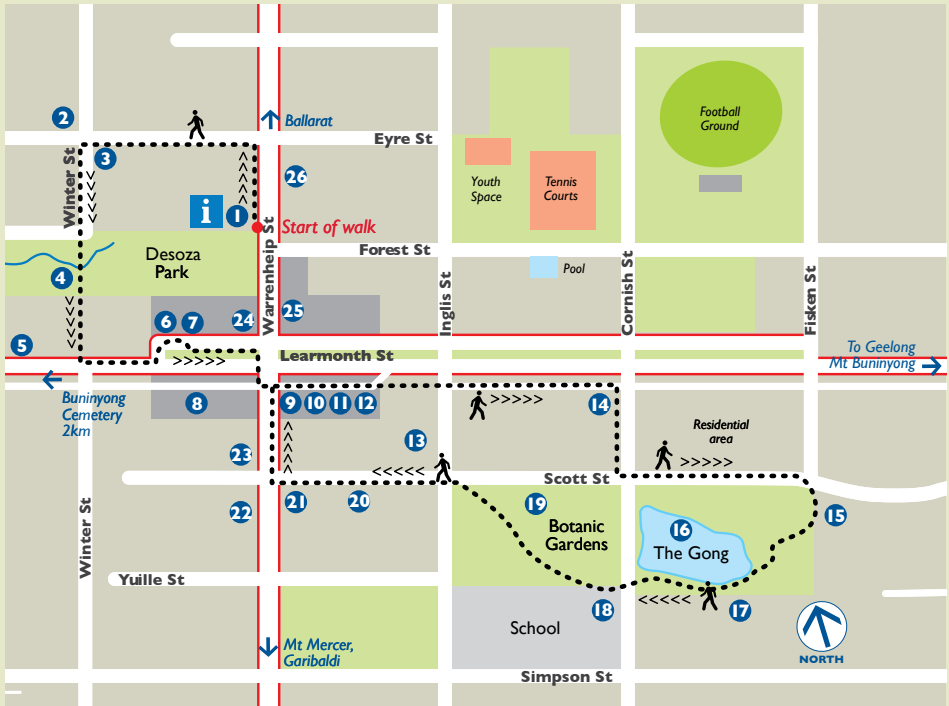 2
Ballarat
Football
Ground
Eyre St
3
Winter St
26
Youth
Space
Tennis
Courts
i
1
Start of walk
Warrenheip St
Desoza
Park
Forest St
4
Pool
Inglis St
Cornish St
Fisken St
6
7
24
25
5
>>>>>
Learmonth St
To Geelong
Mt Buninyong
Buninyong
Cemetery
2km
8
9
10
11
12
>>>>>
14
Residential
area
13
>>>>>
23
<<<<<
Scott St
22
21
20
19
Botanic
Gardens
16
The Gong
15
Winter St
Yuille St
<<<<<
18
17
School
NORTH
Mt Mercer,
Garibaldi
Simpson St